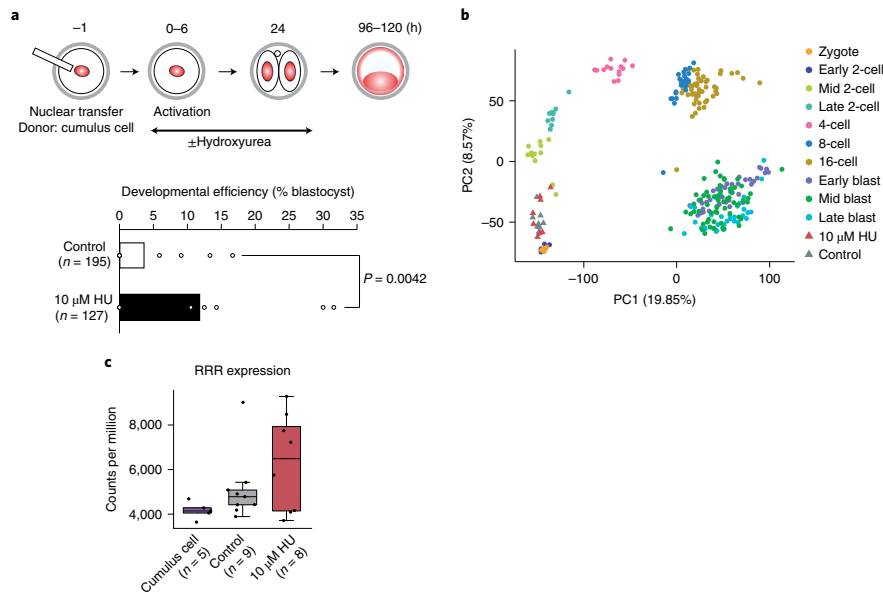 a
–1
0–6
24
96–120 (h)
Nuclear transfer
Donor: cumulus cell
Activation
±Hydroxyurea
Developmental efficiency (% blastocyst)
0
5
10
15
20
25
30
35
Control
(n = 195)
10 μM HU
(n = 127)
P = 0.0042
b
PC2 (8.57%)
50
0
–50
–100
0
100
PC1 (19.85%)
Zygote
Early 2-cell
Mid 2-cell
Late 2-cell
4-cell
8-cell
16-cell
Early blast
Mid blast
Late blast
10 μM HU
Control
c
RRR expression
Counts per million
8,000
6,000
4,000
Cumulus cell
(n = 5)
Control
(n = 9)
10 μM HU
(n = 8)